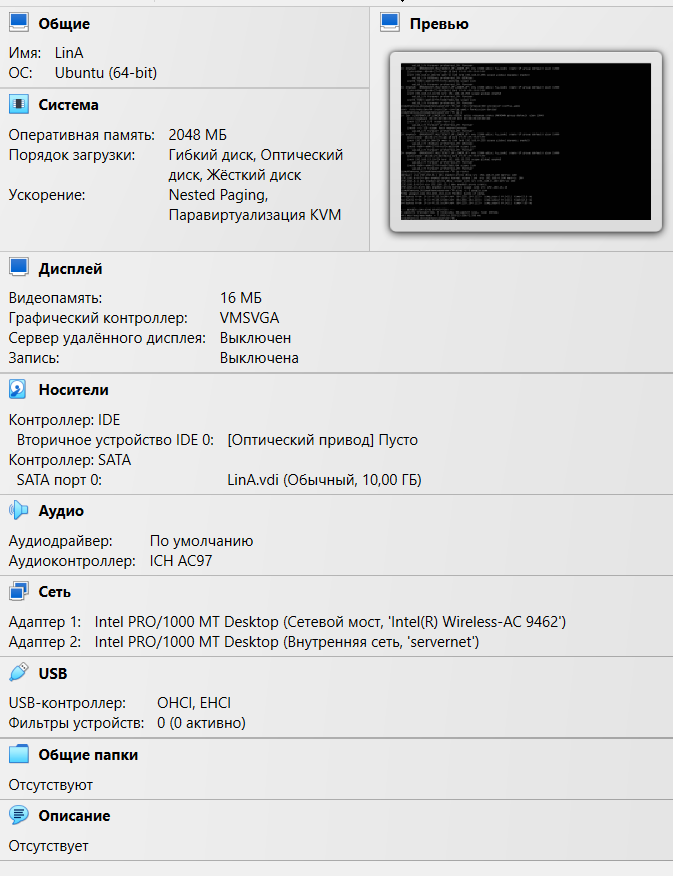 Общие
Имя: LinA
ОС: Ubuntu (64-bit)
Система
Оперативная память: 2048 МБ
Порядок загрузки: Гибкий диск, Оптический
диск, Жёсткий диск
Ускорение: Nested Paging,
Паравиртуализация KVM
Превью
Дисплей
Видеопамять: 16 МБ
Графический контроллер: VMSVGA
Сервер удалённого дисплея: Выключен
Запись: Выключена
Носители
Контроллер: IDE
Вторичное устройство IDE 0: [Оптический привод] Пусто
Контроллер: SATA
SATA порт 0: LinA.vdi (Обычный, 10,00 ГБ)
Аудио
Аудиодрайвер: По умолчанию
Аудиоконтроллер: ICH AC97
Сеть
Адаптер 1: Intel PRO/1000 MT Desktop (Сетевой мост, 'Intel(R) Wireless-AC 9462')
Адаптер 2: Intel PRO/1000 MT Desktop (Внутренняя сеть, 'servernet')
USB
USB-контроллер: OHCI, EHCI
Фильтры устройств: 0 (0 активно)
Общие папки
Отсутствуют
Описание
Отсутствует